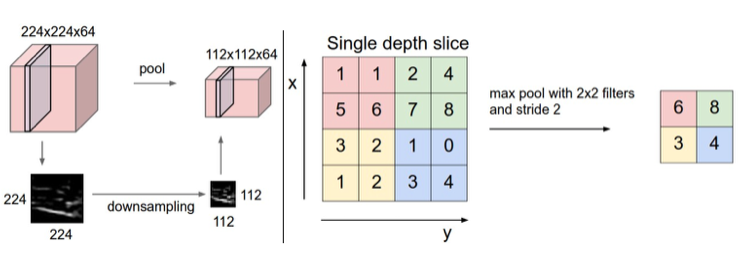 224x224x64
pool
112x112x64
224
224
downsampling
112
112
Single depth slice
x
1 1 2 4
5 6 7 8
3 2 1 0
1 2 3 4
y
max pool with 2x2 filters
and stride 2
6 8
3 4